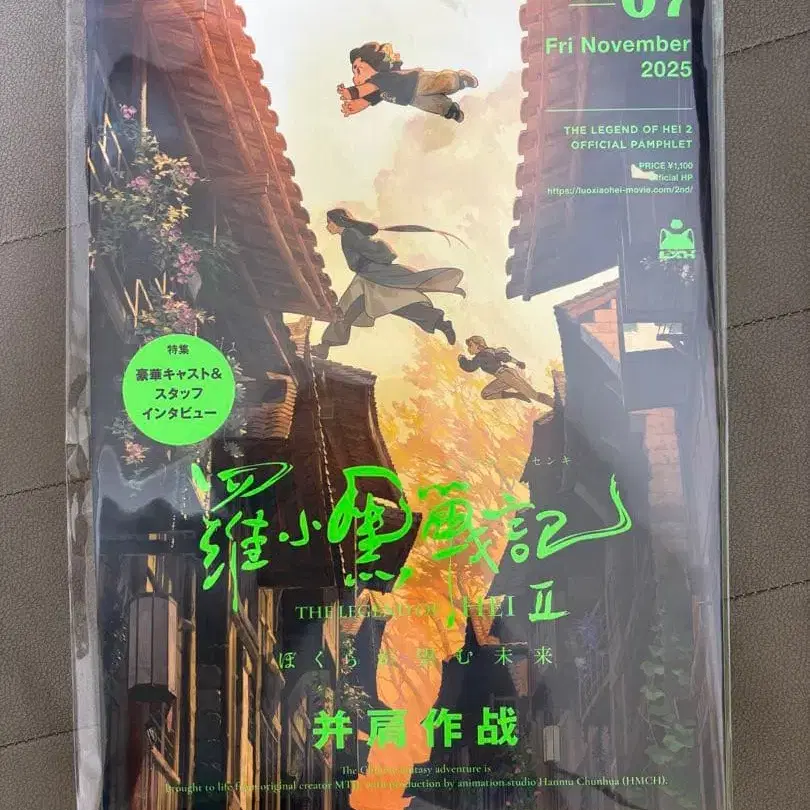 07
Fri November
2025
THE LEGEND OF HEI 2
OFFICIAL PAMPHLET
PRICE ¥1,100
ficial HP
https://luoxiaohei-movie.com/2nd/
LXH
特集
豪華キャスト&
スタッフ
インタビュー
センキ
羅小黑戰記
THE LEGEND OF HEI II
ぼくらが望む未来
并肩作战
The Chinese fantasy adventure is
brought to life from original creator MTJJ, with production by animation studio Hanmu Chunhua (HMCH).